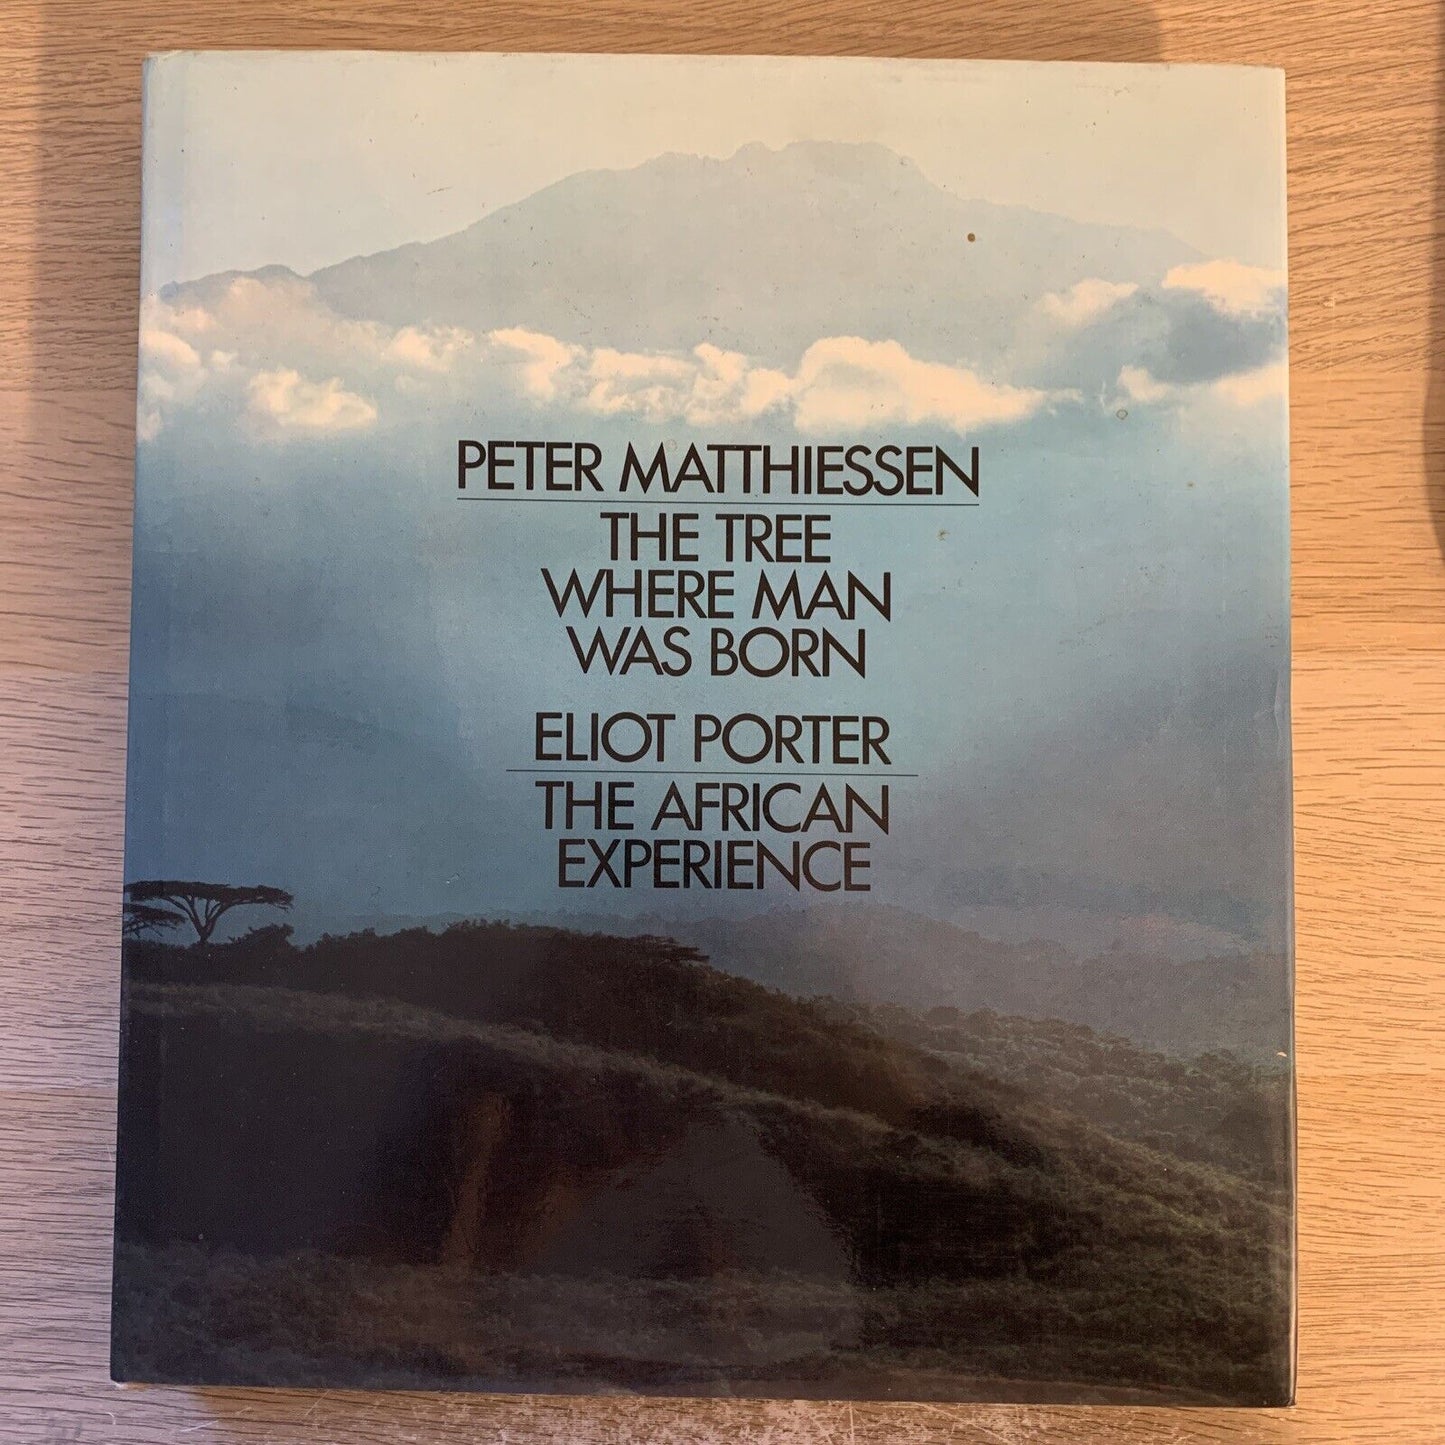 PETER MATTHIESSEN
THE TREE
WHERE MAN
WAS BORN
ELIOT PORTER
THE AFRICAN
EXPERIENCE